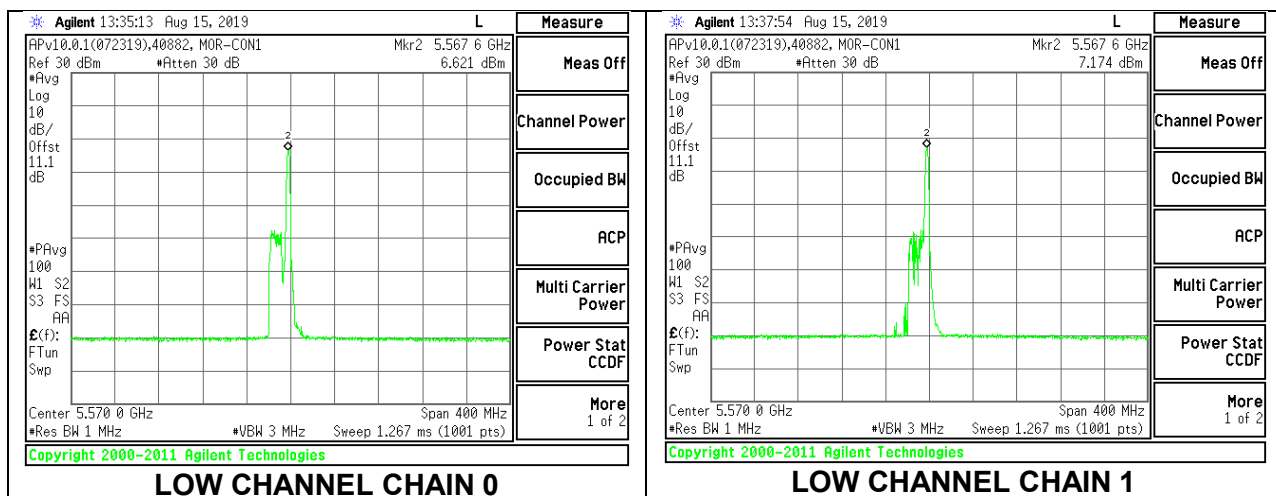 Agilent 13:35:13 Aug 15, 2019 L Measure
APv10.0.1(072319),40882, MOR-CON1 Mkr2 5.567 6 GHz
Ref 30 dBm #Atten 30 dB 6.621 dBm
Meas Off
#Avg
Log
10
dB/
Offst
11.1
dB
2
Channel Power
Occupied BW
ACP
#PAvg
100
W1 S2
S3 FS
AA
£(f):
FTun
Swp
Multi Carrier
Power
Power Stat
CCDF
More
1 of 2
Center 5.570 0 GHz Span 400 MHz
#Res BW 1 MHz #VBW 3 MHz Sweep 1.267 ms (1001 pts)
Copyright 2000-2011 Agilent Technologies
LOW CHANNEL CHAIN 0
Agilent 13:37:54 Aug 15, 2019 L Measure
APv10.0.1(072319),40882, MOR-CON1 Mkr2 5.567 6 GHz
Ref 30 dBm #Atten 30 dB 7.174 dBm
Meas Off
#Avg
Log
10
dB/
Offst
11.1
dB
2
Channel Power
Occupied BW
ACP
#PAvg
100
W1 S2
S3 FS
AA
£(f):
FTun
Swp
Multi Carrier
Power
Power Stat
CCDF
More
1 of 2
Center 5.570 0 GHz Span 400 MHz
#Res BW 1 MHz #VBW 3 MHz Sweep 1.267 ms (1001 pts)
Copyright 2000-2011 Agilent Technologies
LOW CHANNEL CHAIN 1